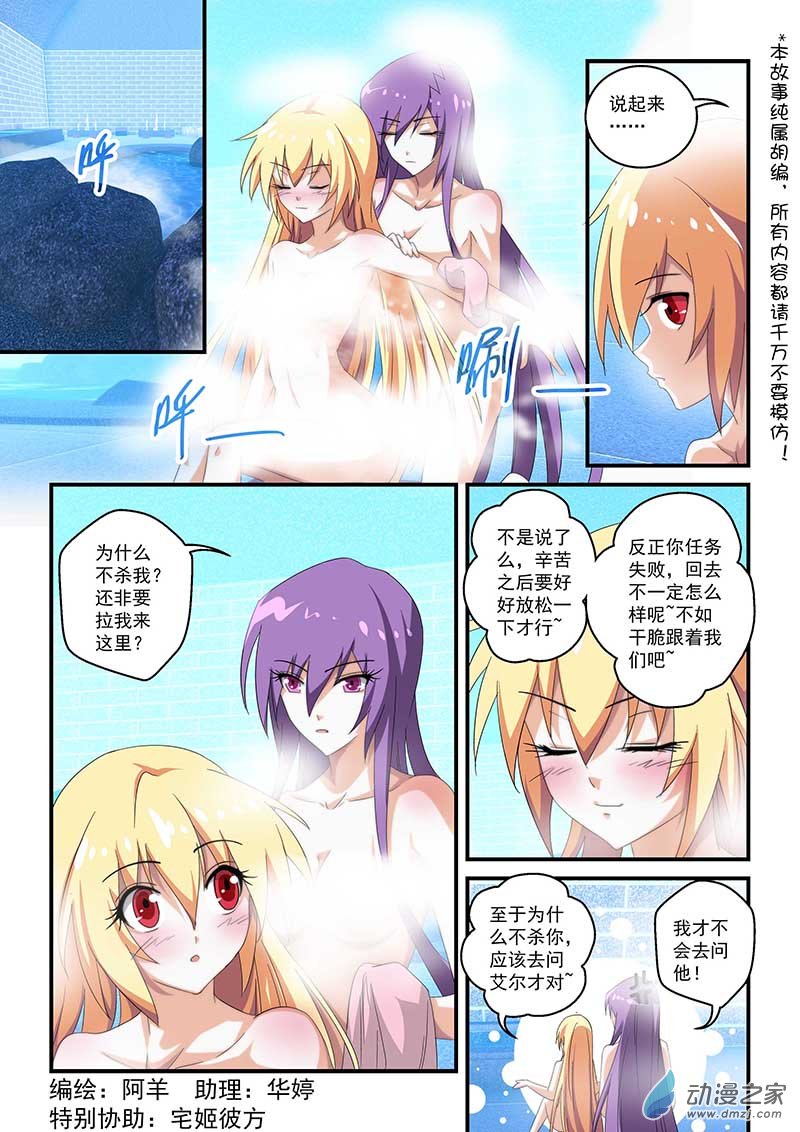 *本故事纯属胡编，所有内容都请千万不要模仿！
呼
呼
唰
说起来
……
为什么
不杀我？
还非要
拉我来
这里？
不是说了
么，辛苦
之后要好
好放松一
下才行~
反正你任务
失败，回去
不一定怎么
样呢~不如
干脆跟着我
们吧~
至于为什
么不杀你，
应该去问
艾尔才对~
我才不
会去问
他！
编绘：阿羊 助理：华婷
特别协助：宅姬彼方
动漫之家
www.dmzj.com